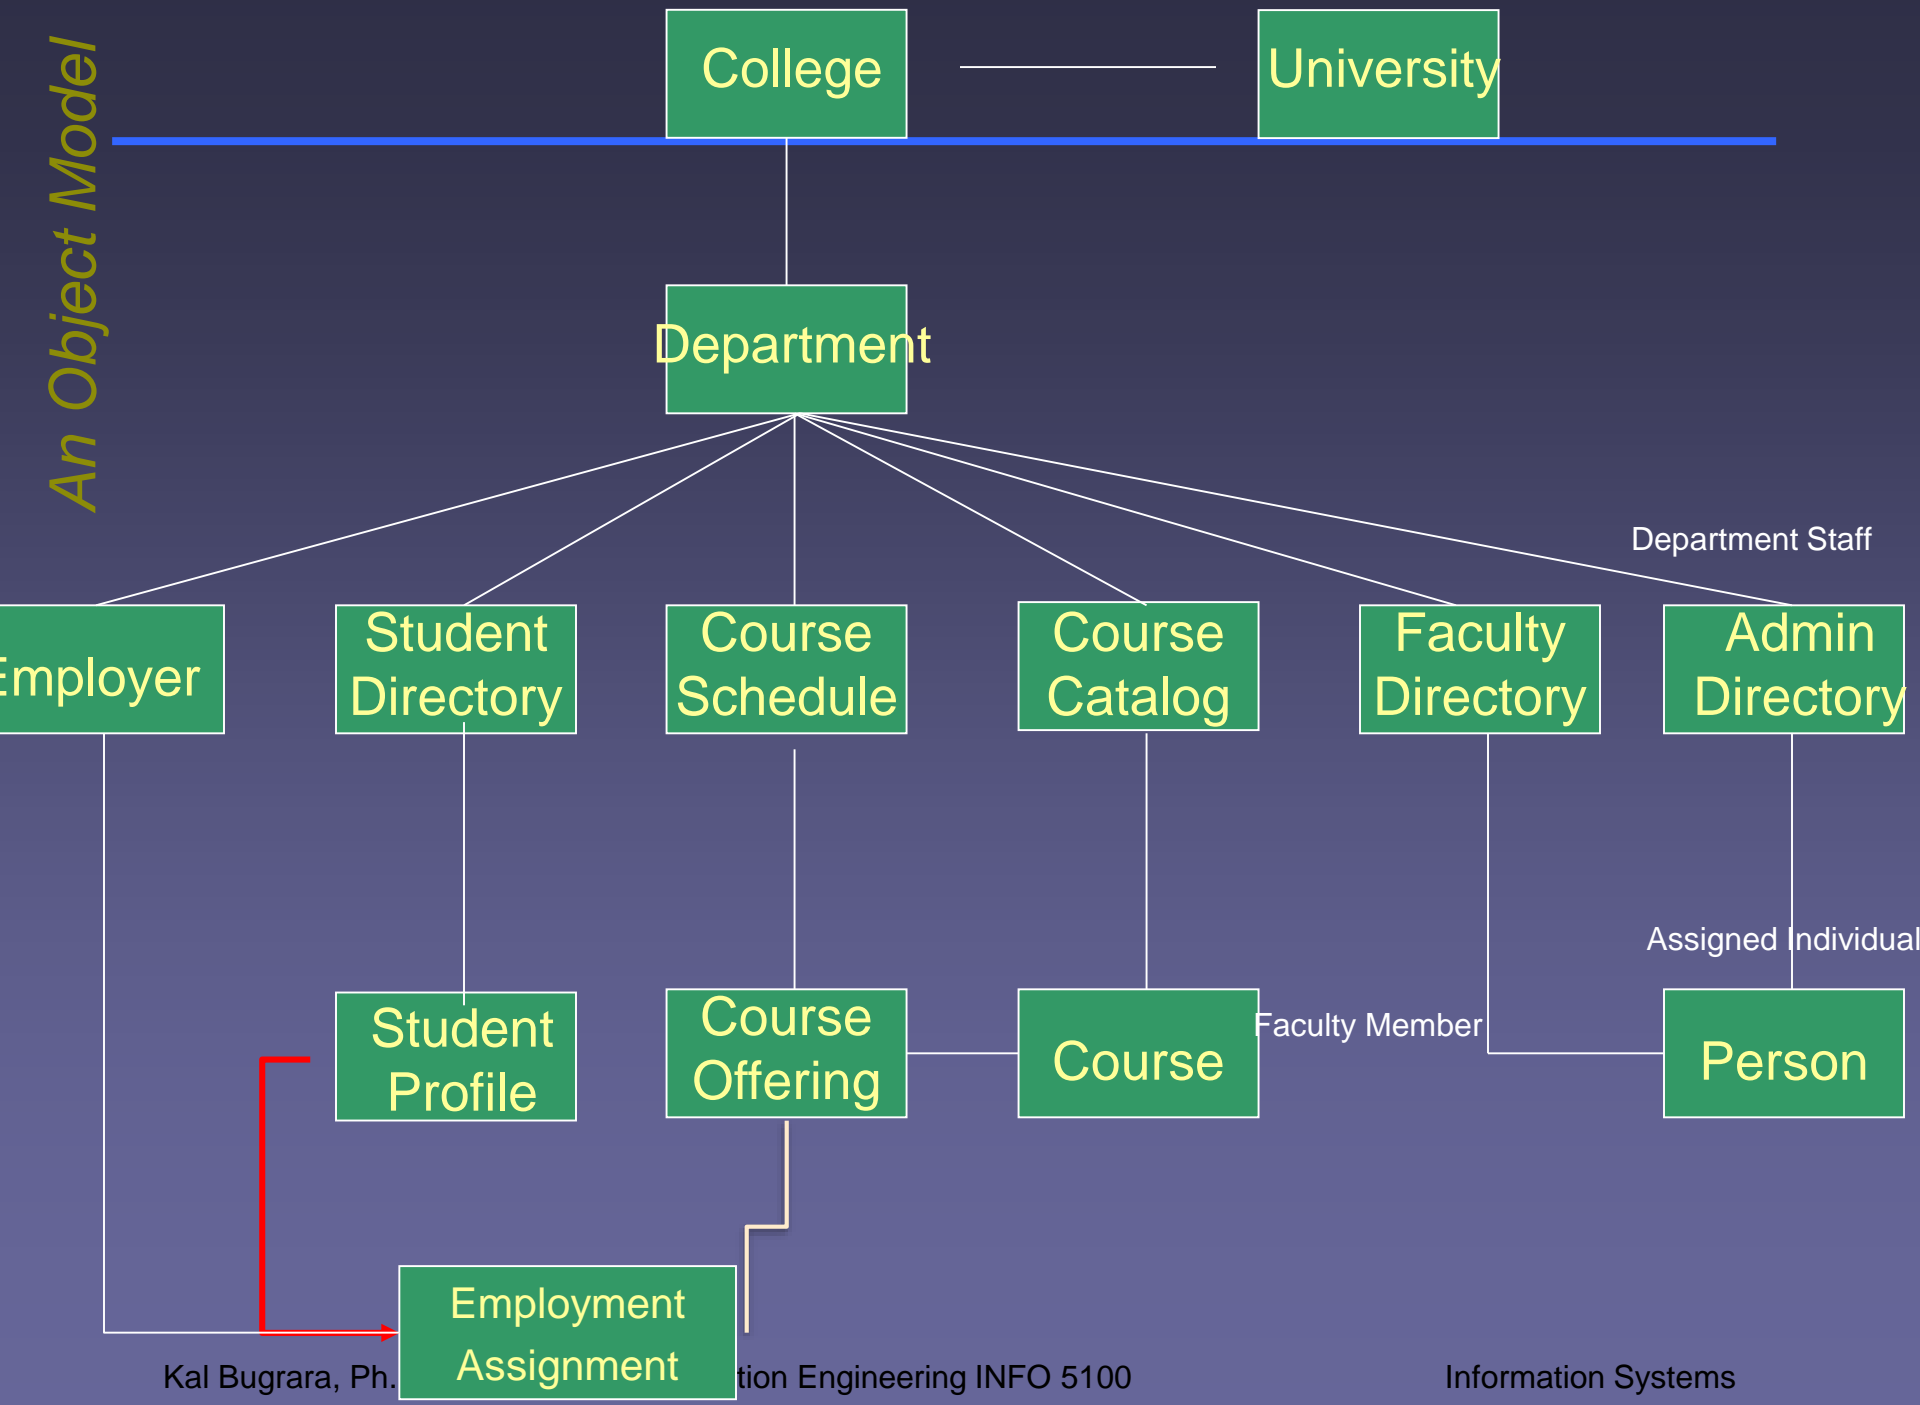 An Object Model
College
University
Department
Department Staff
Employer
Student
Directory
Course
Schedule
Course
Catalog
Faculty
Directory
Admin
Directory
Assigned Individual
Student
Profile
Course
Offering
Course
Faculty Member
Person
Employment
Assignment
Kal Bugrara, Ph. tion Engineering INFO 5100
Information Systems